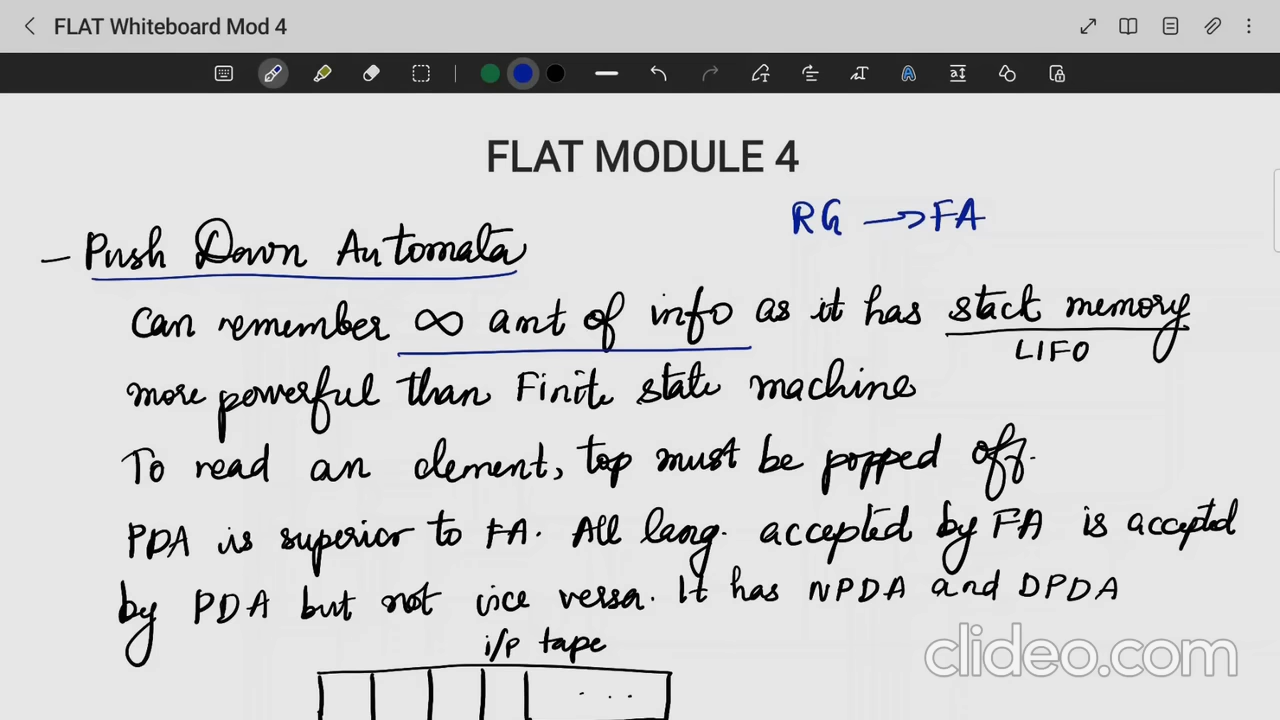 FLAT Whiteboard Mod 4
FLAT MODULE 4
RG → FA
- Push Down Automata
Can remember ∞ amt of info as it has stack memory
LIFO
more powerful than Finite state machine
To read an element, top must be popped off.
PDA is superior to FA. All lang. accepted by FA is accepted
by PDA but not vice versa. It has NPDA and DPDA
i/p tape
. . .
clideo.com